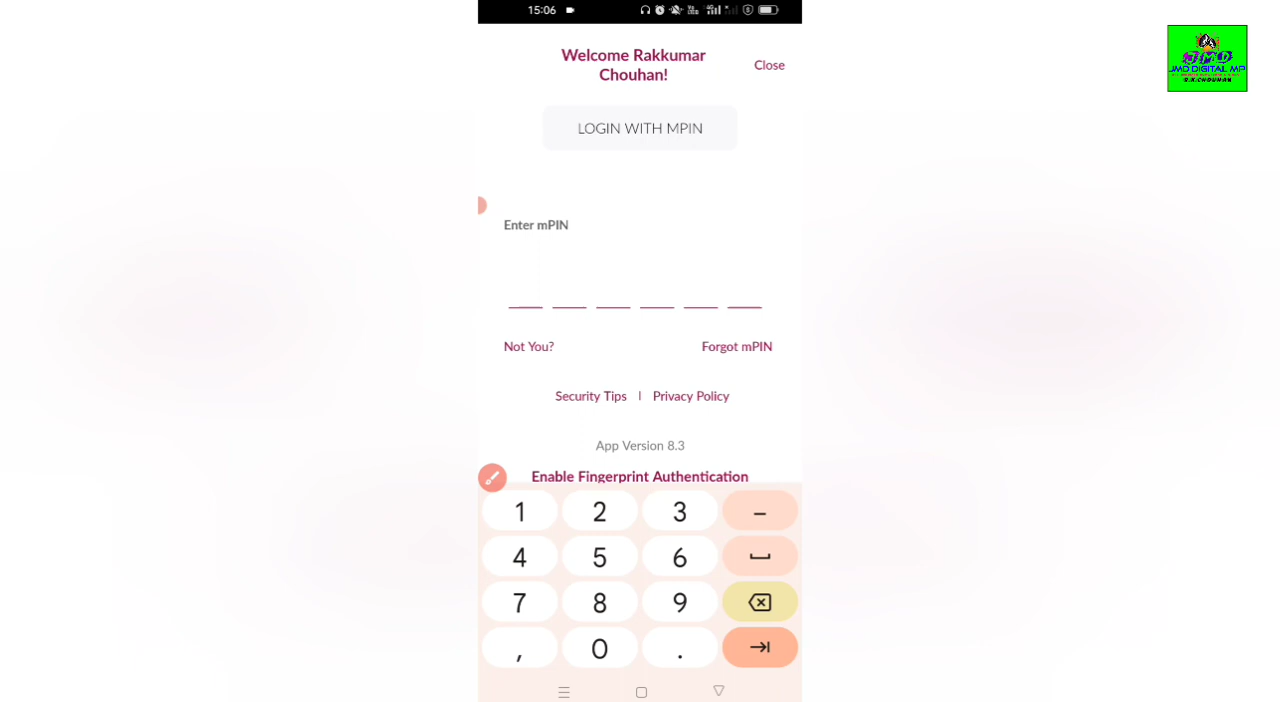 15:06
Welcome Rakkumar
Chouhan!
Close
LOGIN WITH MPIN
Enter mPIN
Not You?
Forgot mPIN
Security Tips | Privacy Policy
App Version 8.3
Enable Fingerprint Authentication
1 2 3 –
4 5 6
7 8 9
, 0 .
JMD
JMD DIGITAL MP
R.K.CHOUHAN